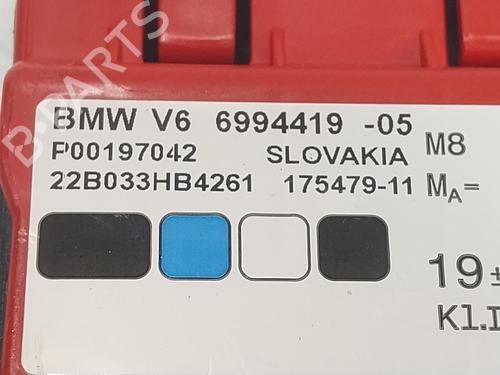 B-PARTS
BMW V6 6994419 -05
P00197042 SLOVAKIA M8
22B033HB4261 175479-11 MA=
19±
Kl.I